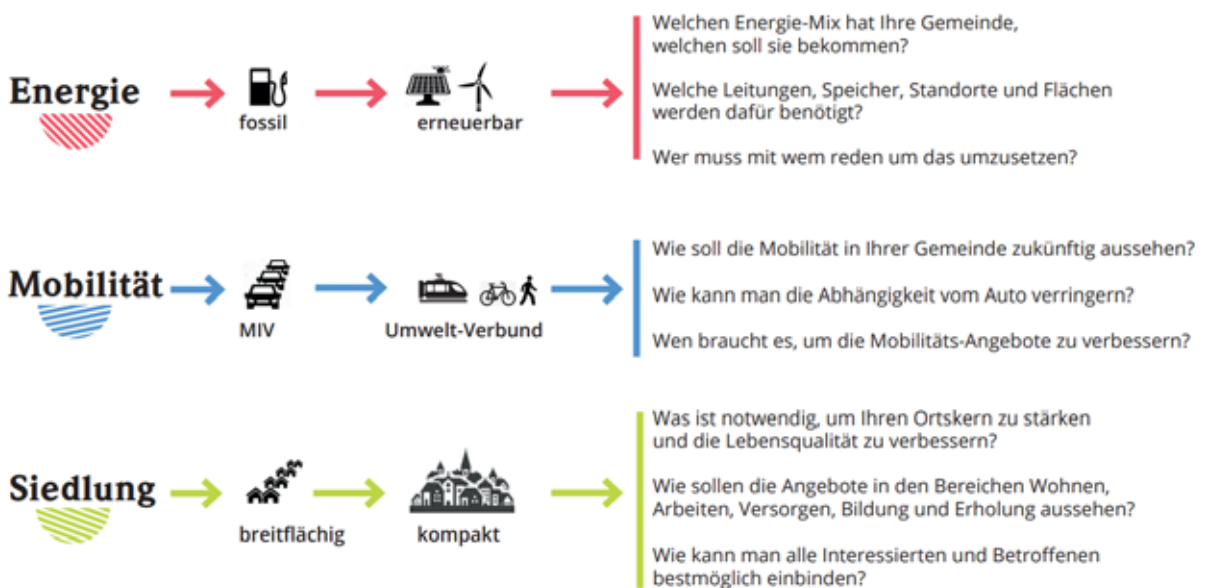 Energie
fossil
erneuerbar
Welchen Energie-Mix hat Ihre Gemeinde,
welchen soll sie bekommen?
Welche Leitungen, Speicher, Standorte und Flächen
werden dafür benötigt?
Wer muss mit wem reden um das umzusetzen?
Mobilität
MIV
Umwelt-Verbund
Wie soll die Mobilität in Ihrer Gemeinde zukünftig aussehen?
Wie kann man die Abhängigkeit vom Auto verringern?
Wen braucht es, um die Mobilitäts-Angebote zu verbessern?
Siedlung
breitflächig
kompakt
Was ist notwendig, um Ihren Ortskern zu stärken
und die Lebensqualität zu verbessern?
Wie sollen die Angebote in den Bereichen Wohnen,
Arbeiten, Versorgen, Bildung und Erholung aussehen?
Wie kann man alle Interessierten und Betroffenen
bestmöglich einbinden?